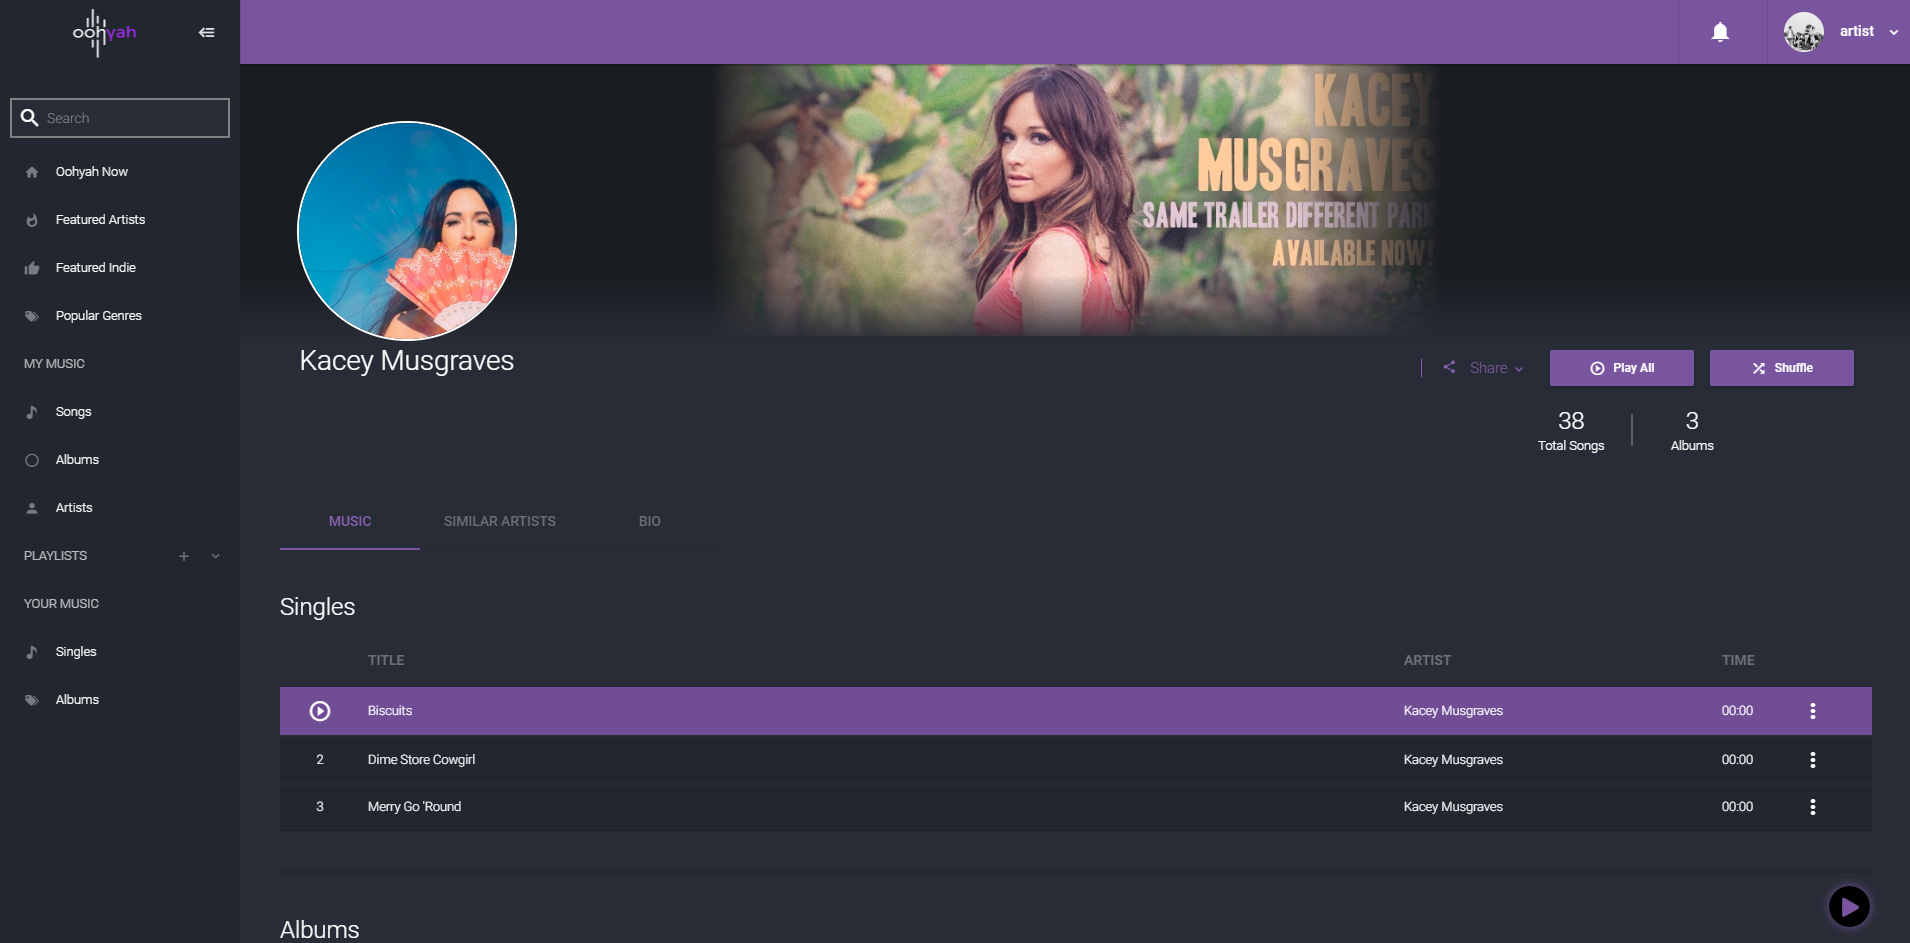 oohyah
artist
Search
Oohyah Now
Featured Artists
Featured Indie
Popular Genres
MY MUSIC
Songs
Albums
Artists
PLAYLISTS
YOUR MUSIC
Singles
Albums
KACEY
MUSGRAVES
SAME TRAILER DIFFERENT PARK
AVAILABLE NOW!
Kacey Musgraves
Share
Play All
Shuffle
38
3
Total Songs
Albums
MUSIC SIMILAR ARTISTS BIO
Singles
TITLE ARTIST TIME
Biscuits Kacey Musgraves 00:00
2 Dime Store Cowgirl Kacey Musgraves 00:00
3 Merry Go 'Round Kacey Musgraves 00:00
Albums